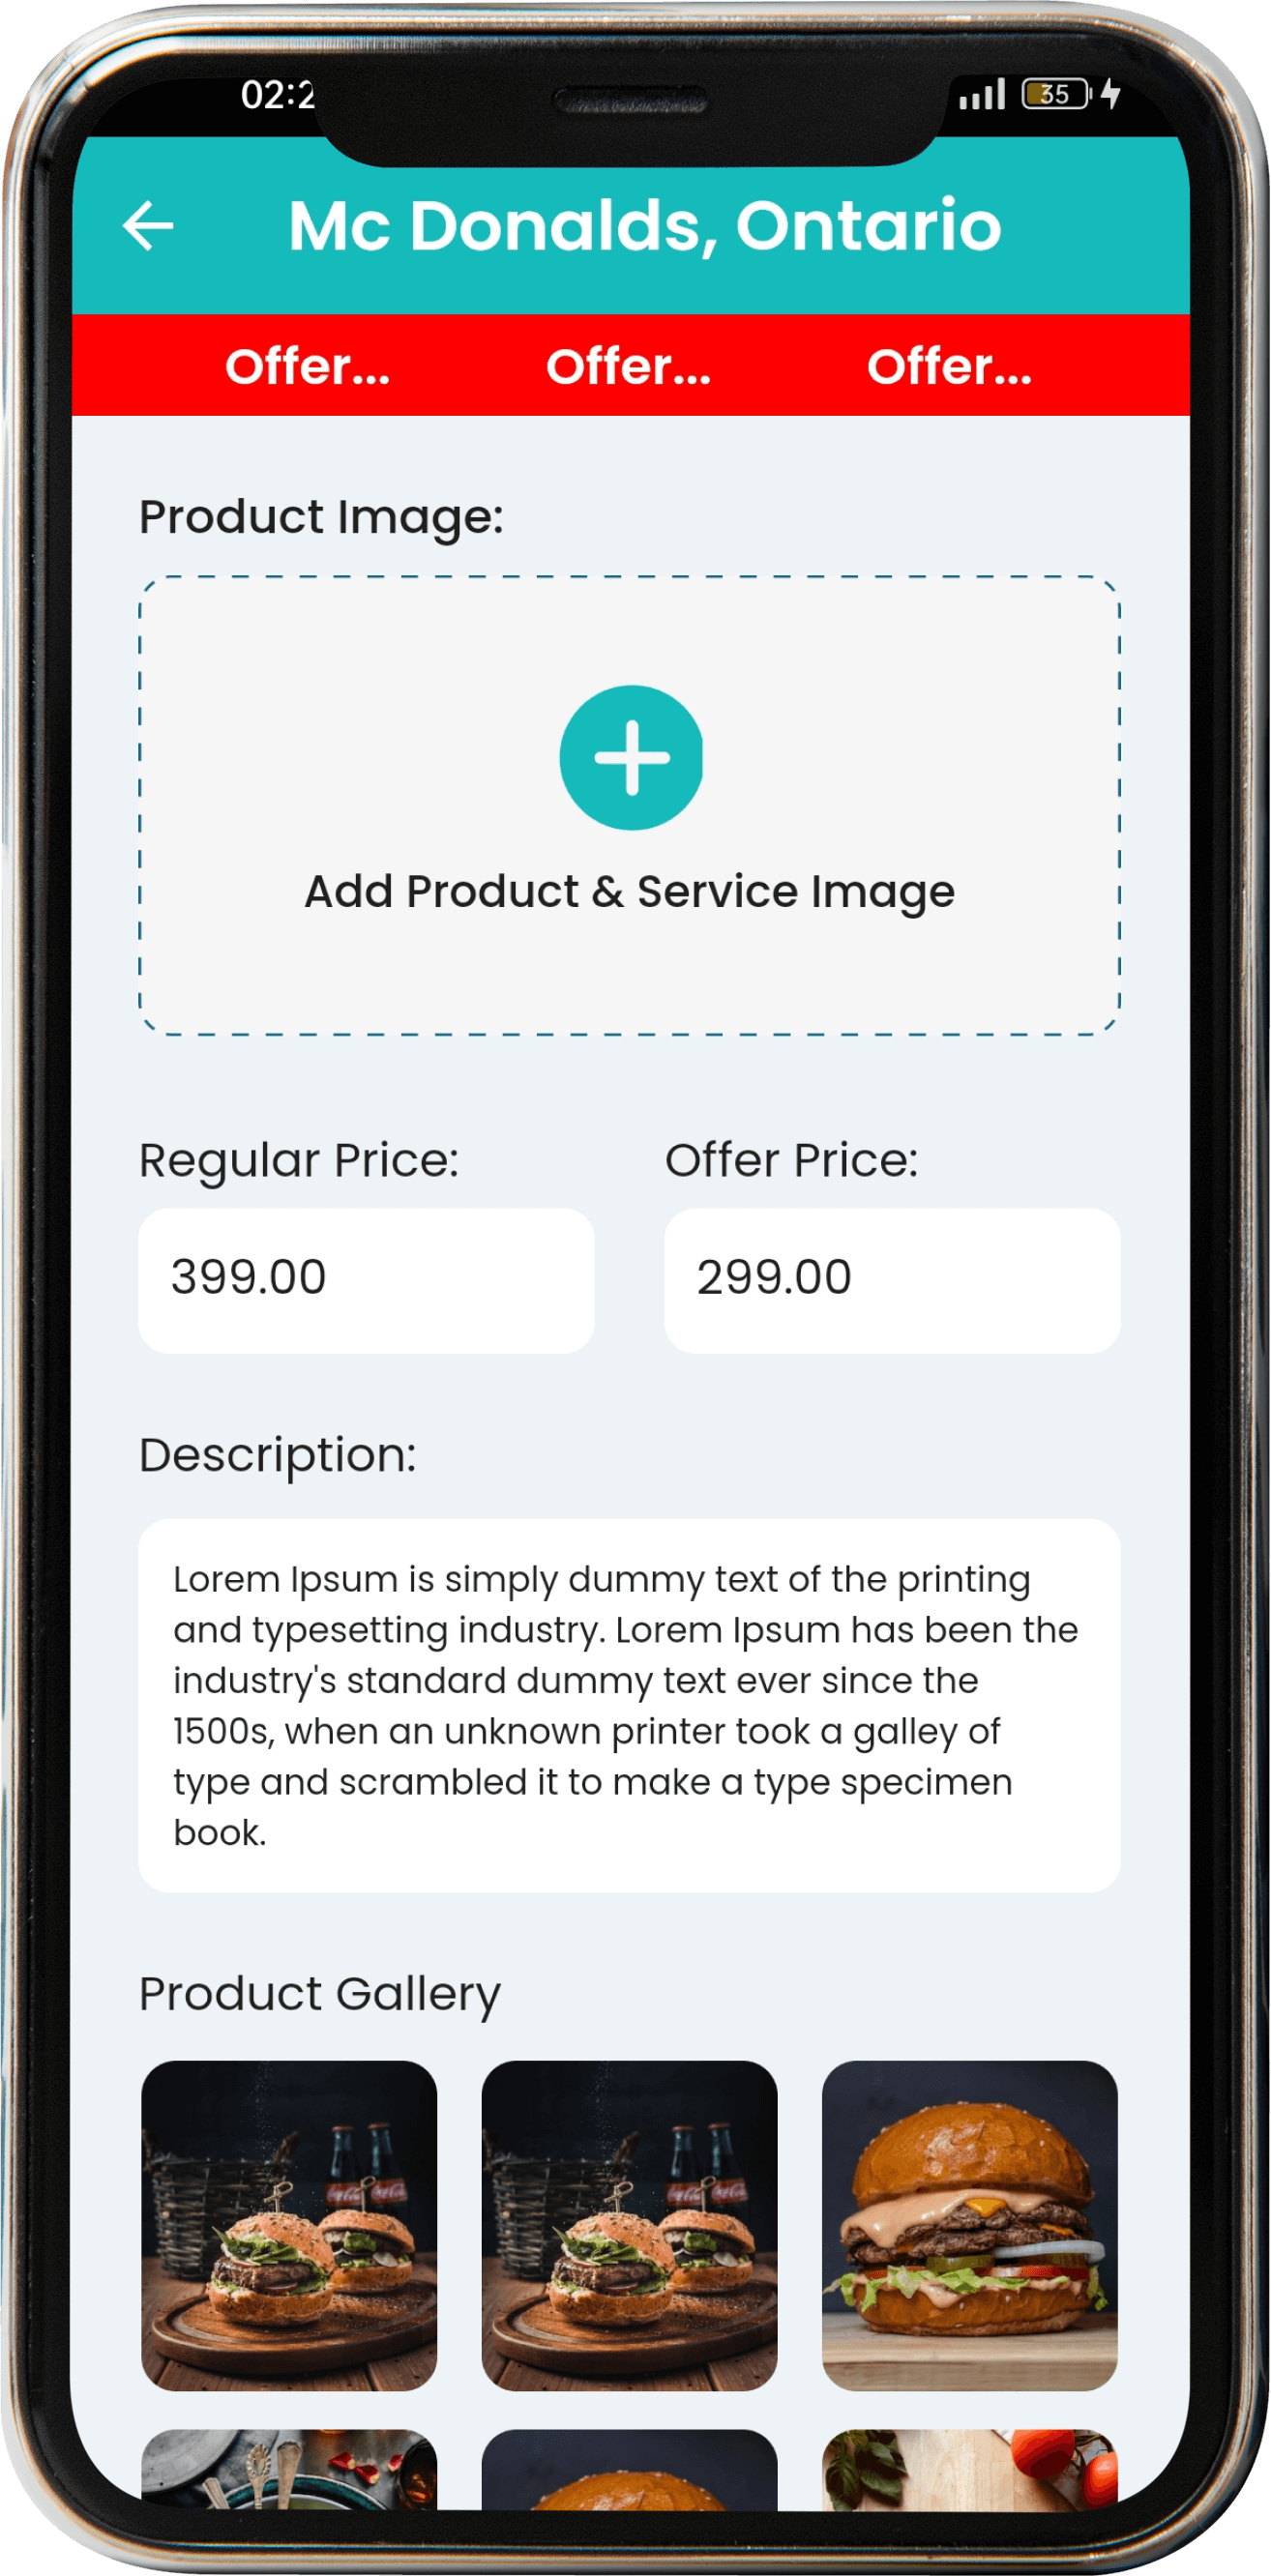 02:2
35
Mc Donalds, Ontario
Offer... Offer... Offer...
Product Image:
Add Product & Service Image
Regular Price: Offer Price:
399.00 299.00
Description:
Lorem Ipsum is simply dummy text of the printing
and typesetting industry. Lorem Ipsum has been the
industry's standard dummy text ever since the
1500s, when an unknown printer took a galley of
type and scrambled it to make a type specimen
book.
Product Gallery